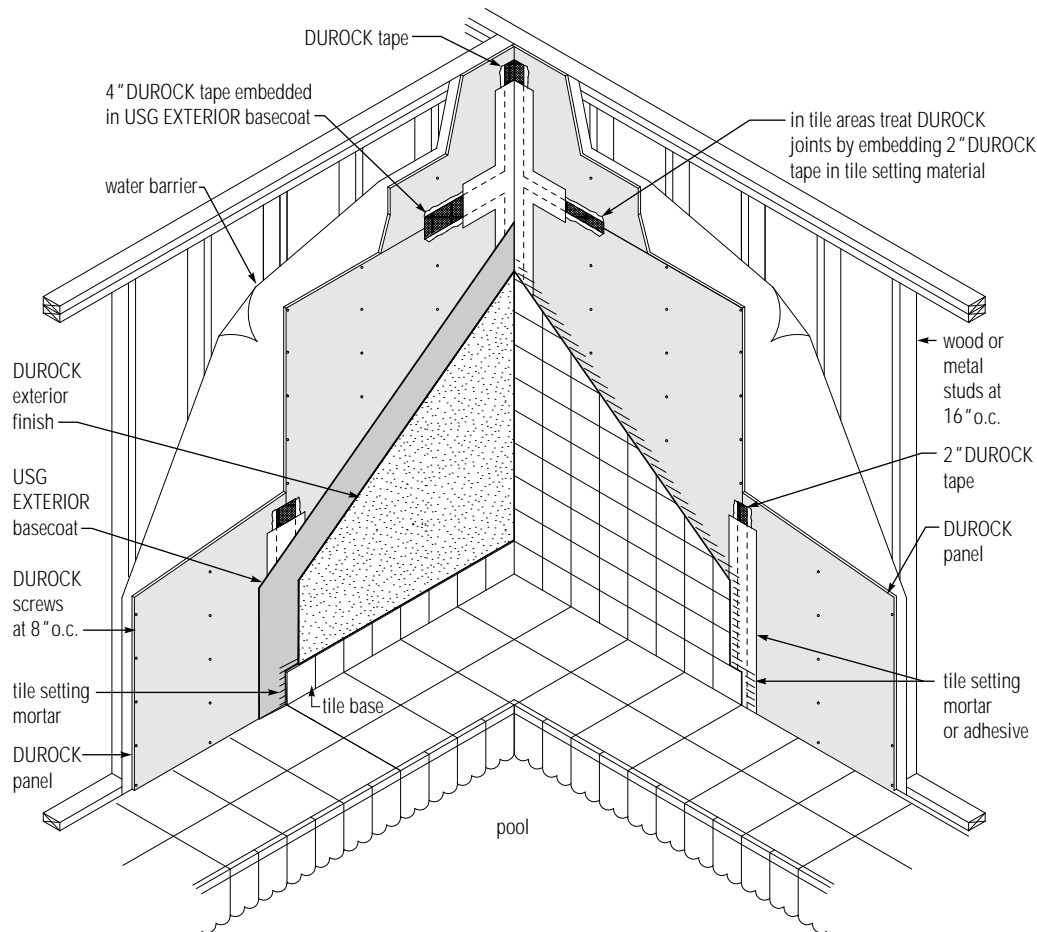 DUROCK tape
4" DUROCK tape embedded
in USG EXTERIOR basecoat
in tile areas treat DUROCK
joints by embedding 2" DUROCK
tape in tile setting material
water barrier
wood or
metal
studs at
16" o.c.
DUROCK
exterior
finish
2" DUROCK
tape
USG
EXTERIOR
basecoat
DUROCK
panel
DUROCK
screws
at 8" o.c.
tile setting
mortar
tile base
tile setting
mortar
or adhesive
DUROCK
panel
pool